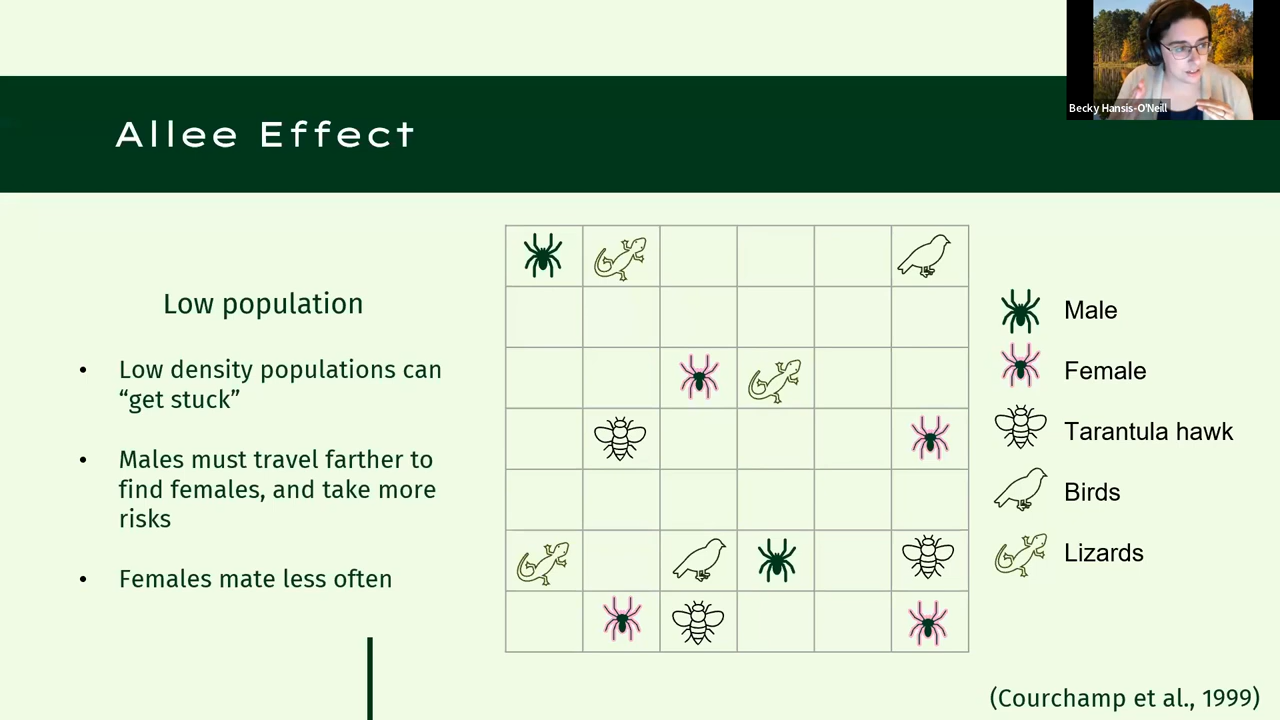 Becky Hansis-O'Neill
Allee Effect
Low population
• Low density populations can
“get stuck”
• Males must travel farther to
find females, and take more
risks
• Females mate less often
Male
Female
Tarantula hawk
Birds
Lizards
(Courchamp et al., 1999)